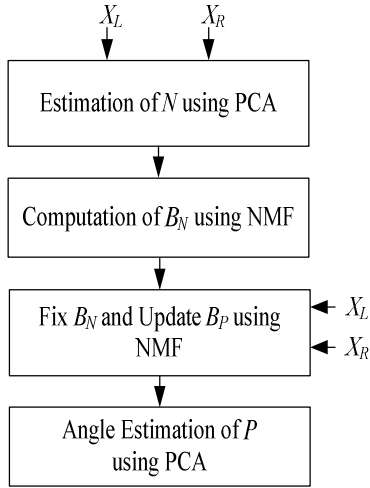 X_L X_R
Estimation of N using PCA
Computation of B_N using NMF
Fix B_N and Update B_P using
NMF
X_L
X_R
Angle Estimation of P
using PCA